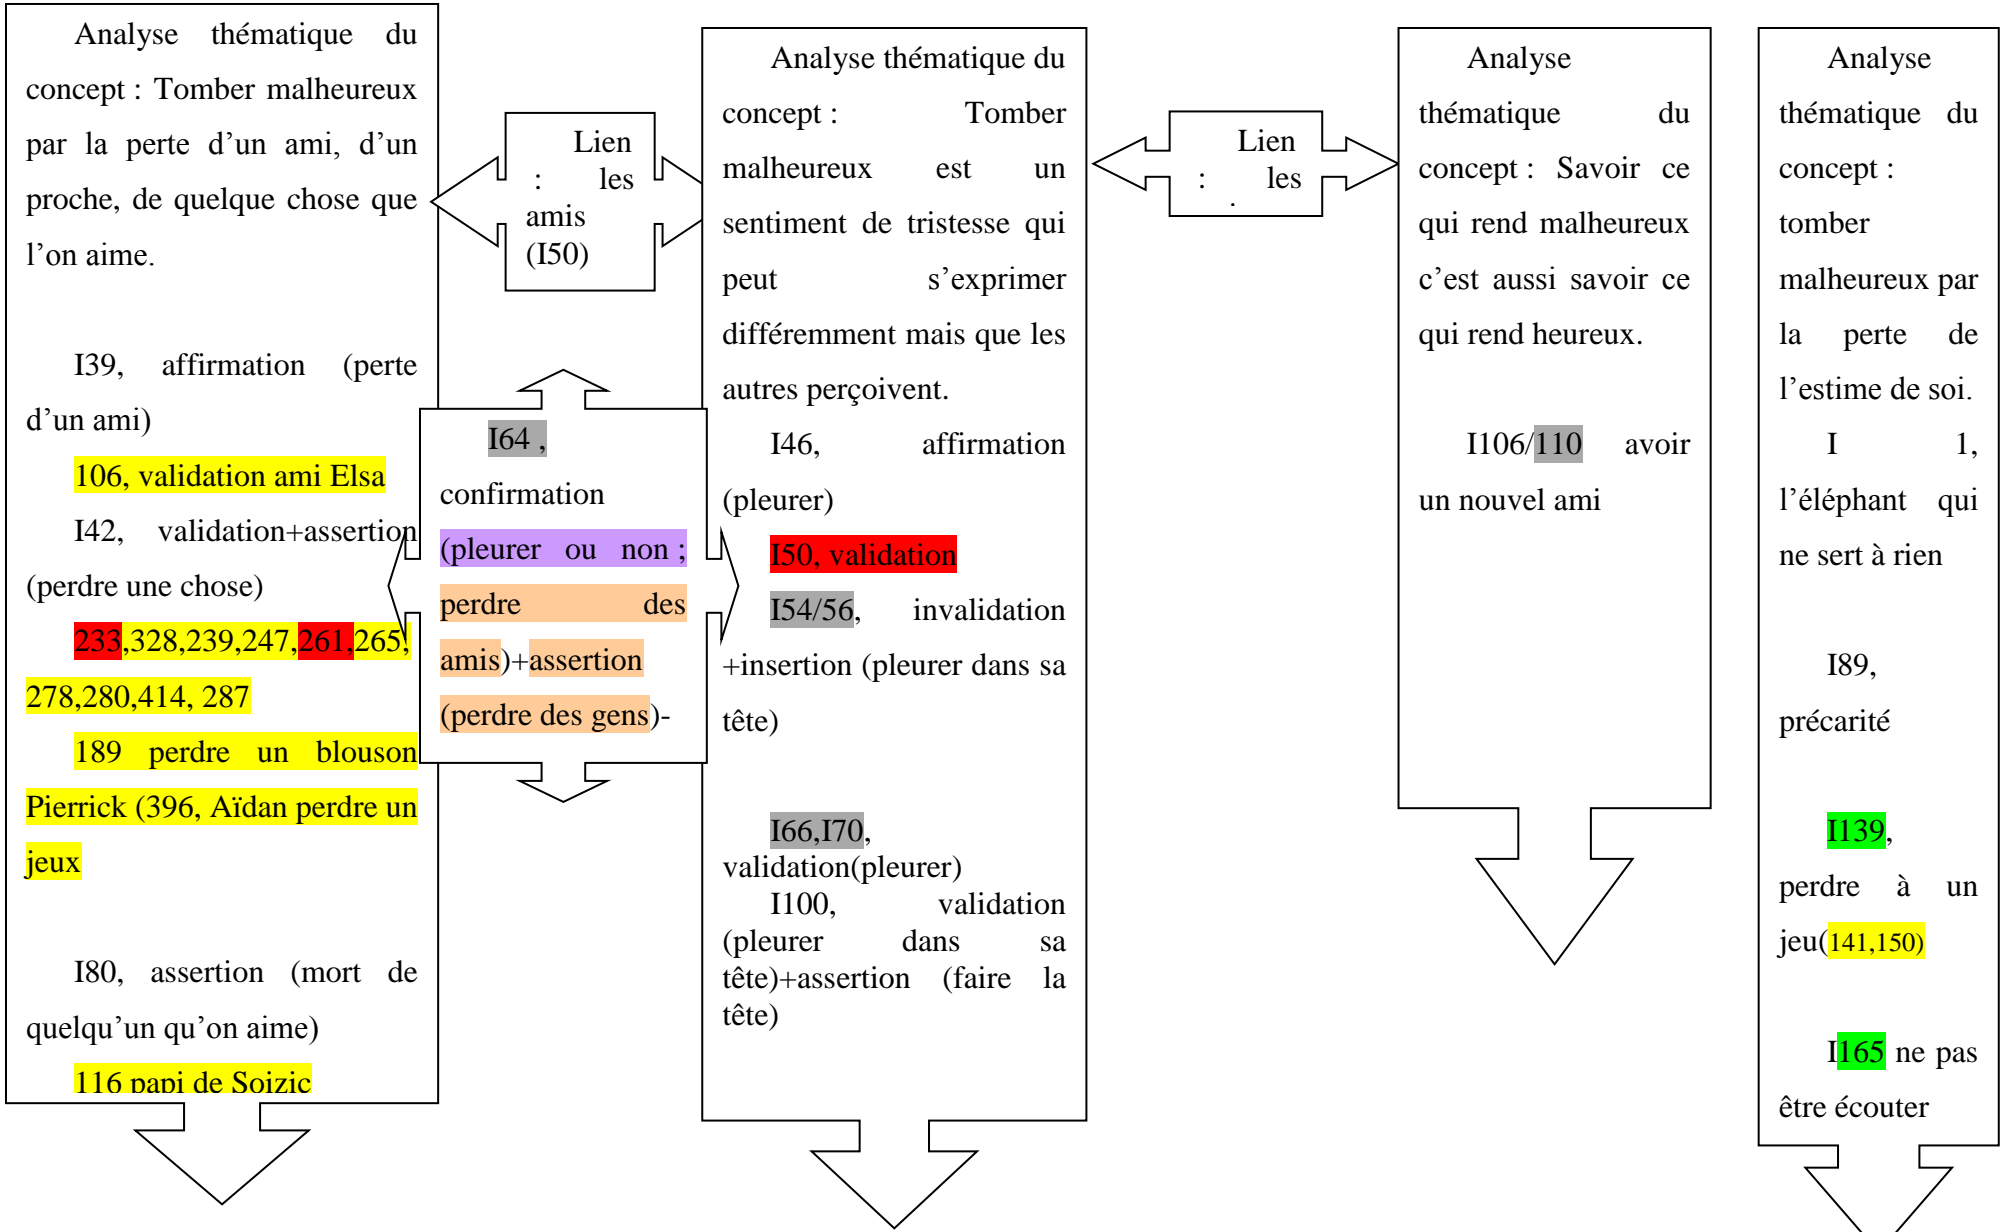 Analyse thématique du
concept : Tomber malheureux
par la perte d’un ami, d’un
proche, de quelque chose que
l’on aime.
I39, affirmation (perte
d’un ami)
106, validation ami Elsa
I42, validation+assertion
(perdre une chose)
233,328,239,247,261,265,
278,280,414, 287
189 perdre un blouson
Pierrick (396, Aïdan perdre un
jeux
I80, assertion (mort de
quelqu’un qu’on aime)
116 papi de Soizic
Lien
: les
amis
(I50)
I64 ,
confirmation
(pleurer ou non ;
perdre des
amis)+assertion
(perdre des gens)-
Analyse thématique du
concept : Tomber
malheureux est un
sentiment de tristesse qui
peut s’exprimer
différemment mais que les
autres perçoivent.
I46, affirmation
(pleurer)
I50, validation
I54/56, invalidation
+insertion (pleurer dans sa
tête)
I66,I70,
validation(pleurer)
I100, validation
(pleurer dans sa
tête)+assertion (faire la
tête)
Lien
: les
Analyse
thématique du
concept : Savoir ce
qui rend malheureux
c’est aussi savoir ce
qui rend heureux.
I106/110 avoir
un nouvel ami
Analyse
thématique du
concept :
tomber
malheureux par
la perte de
l’estime de soi.
I 1,
l’éléphant qui
ne sert à rien
I89,
précarité
I139,
perdre à un
jeu(141,150)
I165 ne pas
être écouter